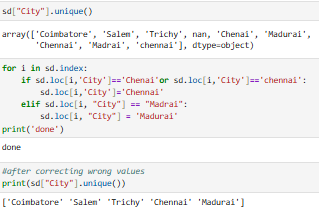 sd["City"].unique()
array(['Coimbatore', 'Salem', 'Trichy', nan, 'Chenai', 'Madurai',
'Chennai', 'Madrai', 'chennai'], dtype=object)
for i in sd.index:
if sd.loc[i,'City']=='Chenai'or sd.loc[i,'City']=='chennai':
sd.loc[i,'City']='Chennai'
elif sd.loc[i, "City"] == "Madrai":
sd.loc[i, "City"] = 'Madurai'
print('done')
done
#after correcting wrong values
print(sd["City"].unique())
['Coimbatore' 'Salem' 'Trichy' 'Chennai' 'Madurai']